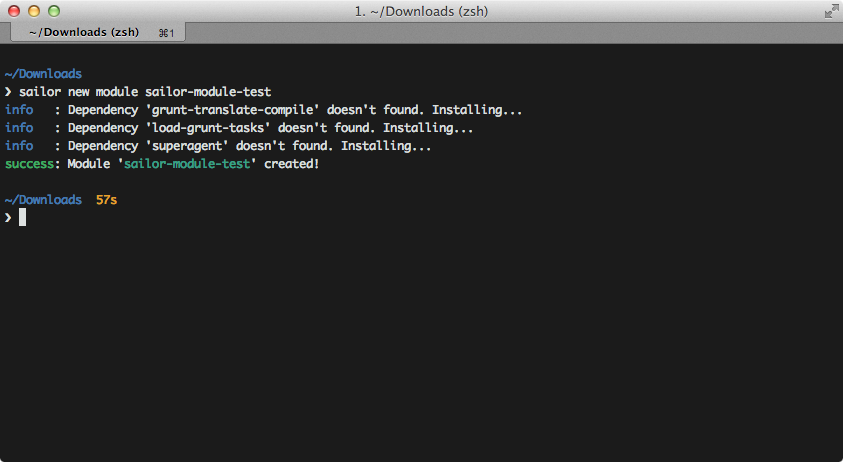 1. ~/Downloads (zsh)
~/Downloads (zsh) ⌘1
~/Downloads
❯ sailor new module sailor-module-test
info   : Dependency 'grunt-translate-compile' doesn't found. Installing...
info   : Dependency 'load-grunt-tasks' doesn't found. Installing...
info   : Dependency 'superagent' doesn't found. Installing...
success: Module 'sailor-module-test' created!
~/Downloads  57s
❯